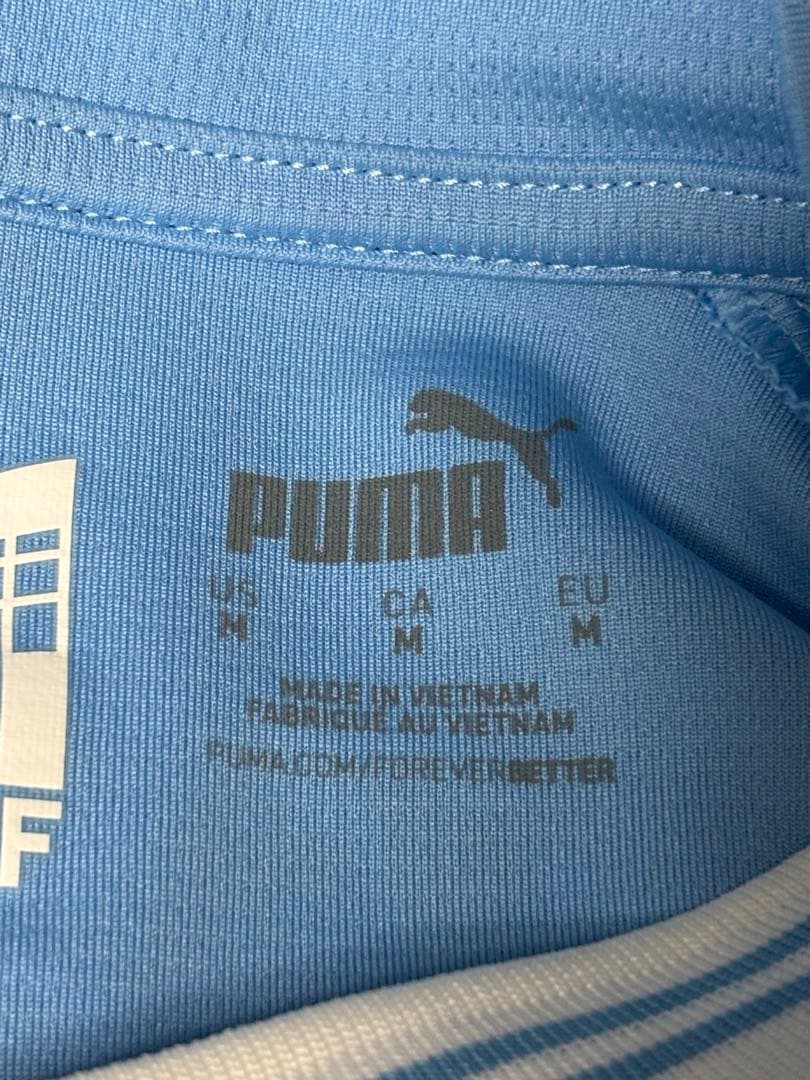 PUMA
US CA EU
M M M
MADE IN VIETNAM
FABRIQUÉ AU VIETNAM
PUMA.COM/FOREVERBETTER
F